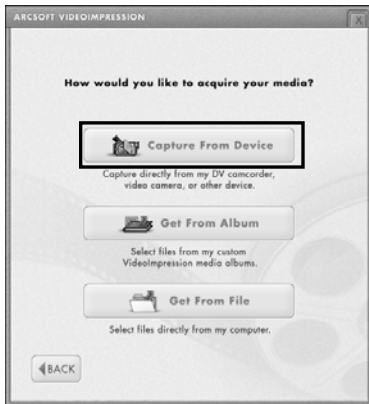 ARCSOFT VIDEOIMPRESSION
X
How would you like to acquire your media?
Capture From Device
Capture directly from my DV camcorder,
video camera, or other device.
Get From Album
Select files from my custom
VideoImpression media albums.
Get From File
Select files directly from my computer.
BACK